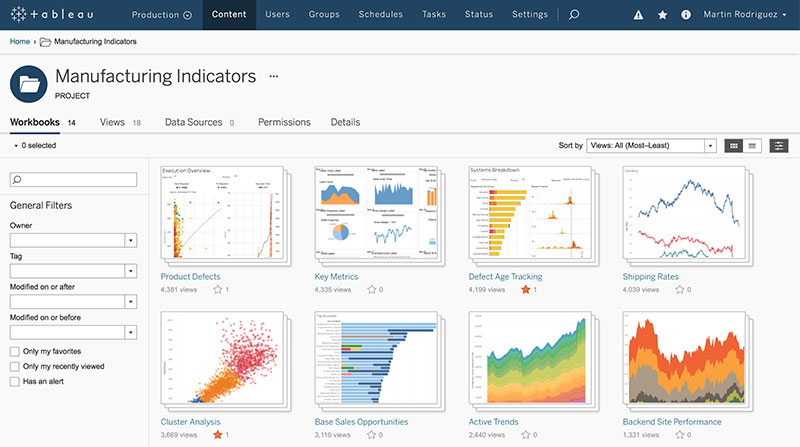 + a b l e a u
Production
Content
Users
Groups
Schedules
Tasks
Status
Settings
Martin Rodriguez
Home › Manufacturing Indicators
Manufacturing Indicators ...
PROJECT
Workbooks 14
Views 18
Data Sources 0
Permissions
Details
0 selected
Sort by Views: All (Most–Least)
General Filters
Owner
Tag
Modified on or after
Modified on or before
Only my favorites
Only my recently viewed
Has an alert
Execution Overview
Product Defects
4,381 views 1
Key Metrics
4,335 views 0
Systems Breakdown
Defect Age Tracking
4,199 views 1
Shipping Rates
4,039 views 0
Cluster Analysis
3,669 views 1
Base Sales Opportunities
3,110 views 0
Active Trends
2,440 views 0
Backend Site Performance
1,331 views 0